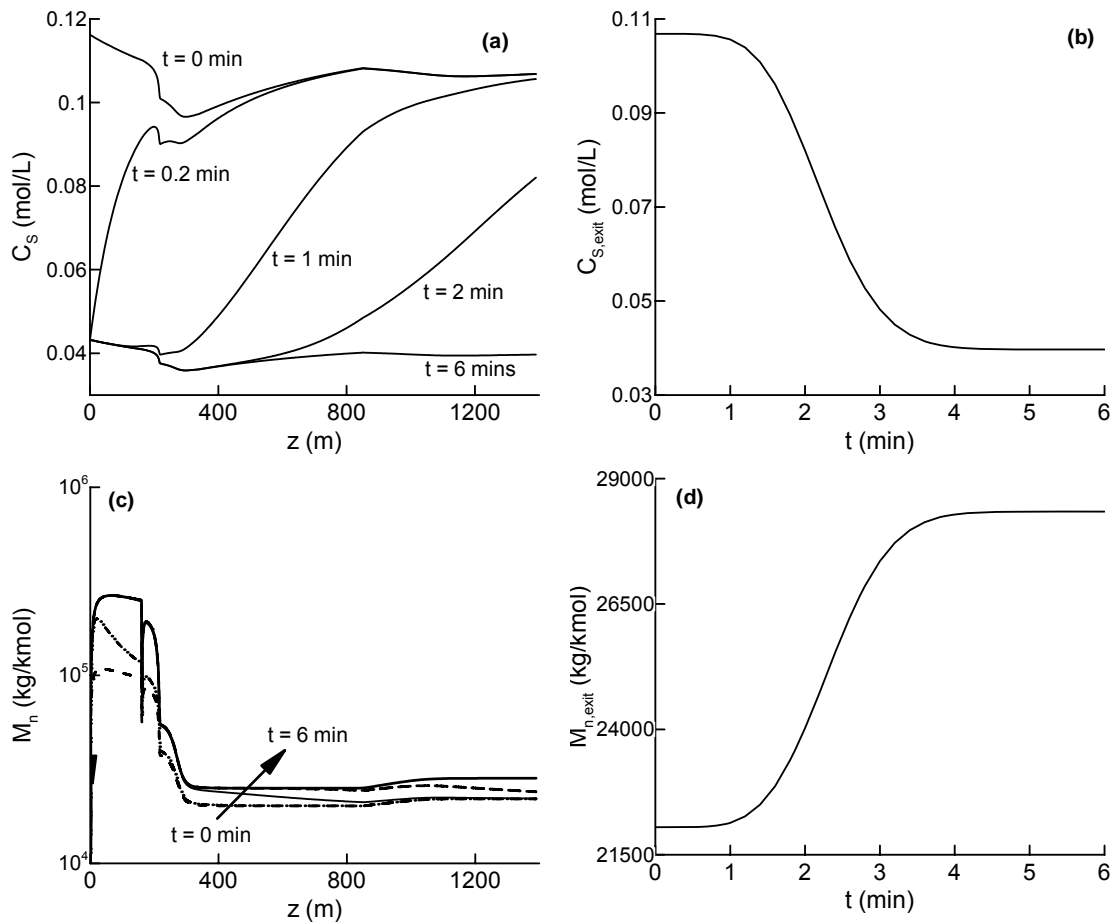 (a)
0.12
0.1
0.08
0.06
0.04
C_S (mol/L)
t = 0 min
t = 0.2 min
t = 1 min
t = 2 min
t = 6 mins
0 400 800 1200
z (m)
(b)
0.11
0.09
0.07
0.05
0.03
C_S,exit (mol/L)
0 1 2 3 4 5 6
t (min)
(c)
10^6
10^5
10^4
M_n (kg/kmol)
t = 6 min
t = 0 min
0 400 800 1200
z (m)
(d)
29000
26500
24000
21500
M_n,exit (kg/kmol)
0 1 2 3 4 5 6
t (min)